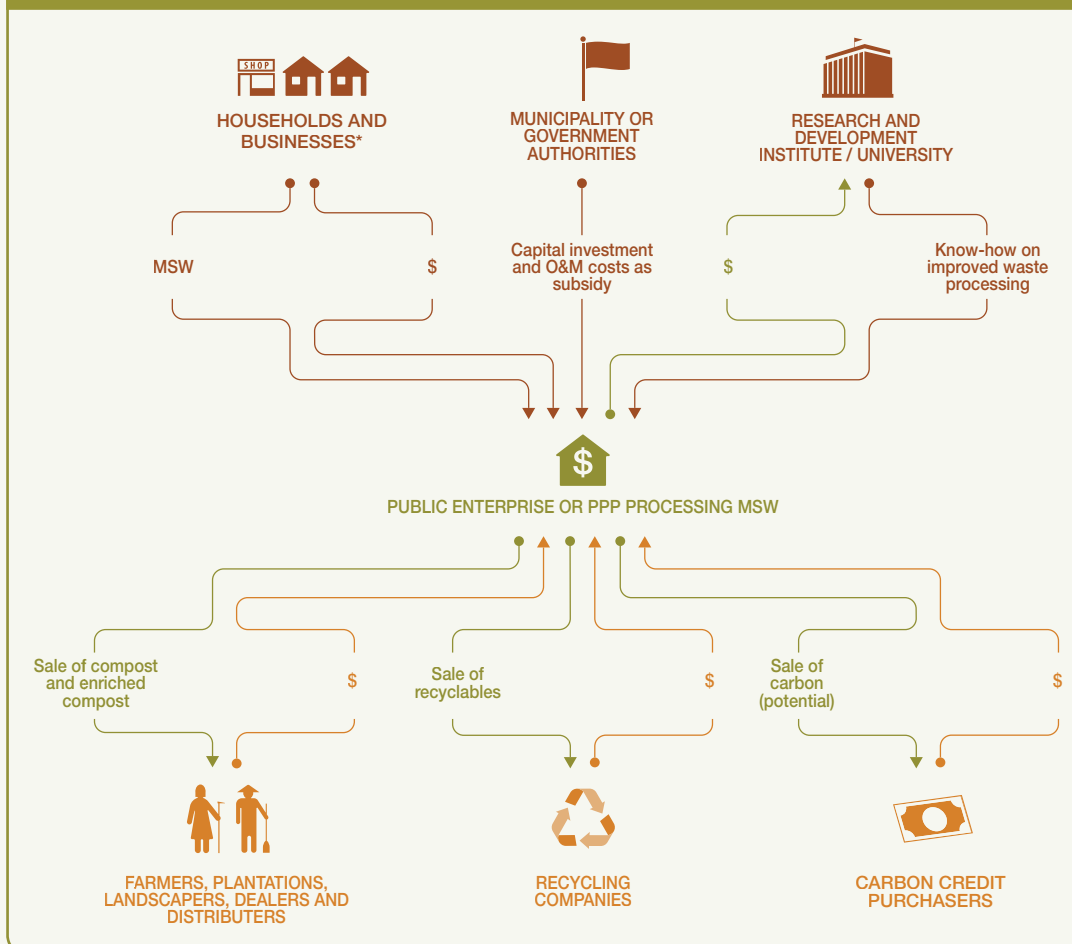 SHOP
HOUSEHOLDS AND
BUSINESSES*
MUNICIPALITY OR
GOVERNMENT
AUTHORITIES
RESEARCH AND
DEVELOPMENT
INSTITUTE / UNIVERSITY
MSW
$
Capital investment
and O&M costs as
subsidy
$
Know-how on
improved waste
processing
$
PUBLIC ENTERPRISE OR PPP PROCESSING MSW
Sale of compost
and enriched
compost
$
Sale of
recyclables
$
Sale of
carbon
(potential)
$
FARMERS, PLANTATIONS,
LANDSCAPERS, DEALERS AND
DISTRIBUTERS
RECYCLING
COMPANIES
CARBON CREDIT
PURCHASERS